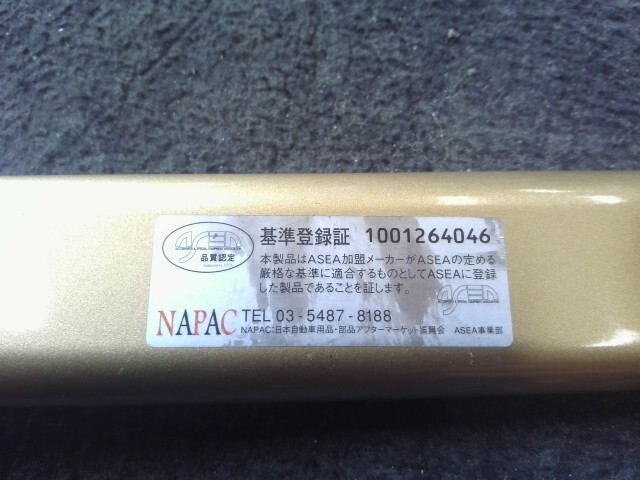 ASEA
品質認定
基準登録証 1001264046
本製品はASEA加盟メーカーがASEAの定める
厳格な基準に適合するものとしてASEAに登録
した製品であることを証します。
ASEA
NAPAC TEL 03-5487-8188
NAPAC:日本自動車用品・部品アフターマーケット振興会 ASEA事業部